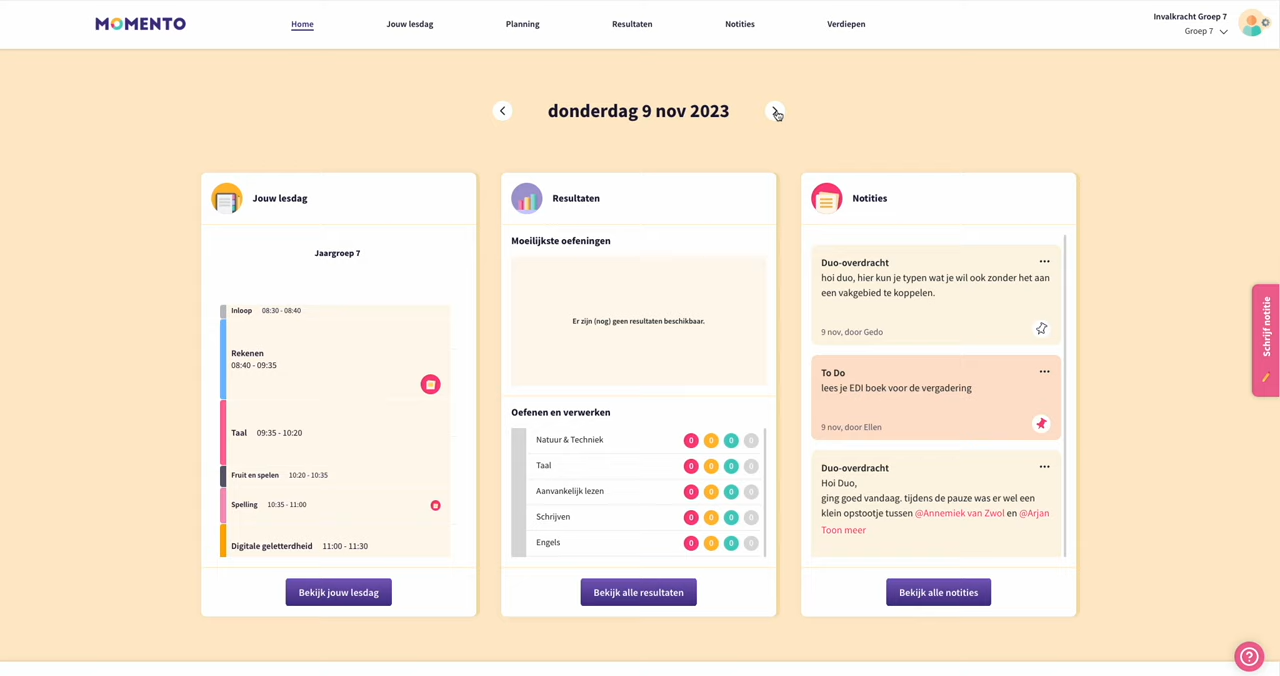 MOMENTO
Home
Jouw lesdag
Planning
Resultaten
Notities
Verdiepen
Invalkracht Groep 7
Groep 7
donderdag 9 nov 2023
Jouw lesdag
Jaargroep 7
Inloop 08:30 - 08:40
Rekenen
08:40 - 09:35
Taal 09:35 - 10:20
Fruit en spelen 10:20 - 10:35
Spelling 10:35 - 11:00
Digitale geletterdheid 11:00 - 11:30
Bekijk jouw lesdag
Resultaten
Moeilijkste oefeningen
Er zijn (nog) geen resultaten beschikbaar.
Oefenen en verwerken
Natuur & Techniek 0 0 0 0
Taal 0 0 0 0
Aanvankelijk lezen 0 0 0 0
Schrijven 0 0 0 0
Engels 0 0 0 0
Bekijk alle resultaten
Notities
Duo-overdracht
hoi duo, hier kun je typen wat je wil ook zonder het aan
een vakgebied te koppelen.
9 nov, door Gedo
To Do
lees je EDI boek voor de vergadering
9 nov, door Ellen
Duo-overdracht
Hoi Duo,
ging goed vandaag. tijdens de pauze was er wel een
klein opstootje tussen @Annemiek van Zwol en @Arjan
Toon meer
Bekijk alle notities
Schrijf notitie
?